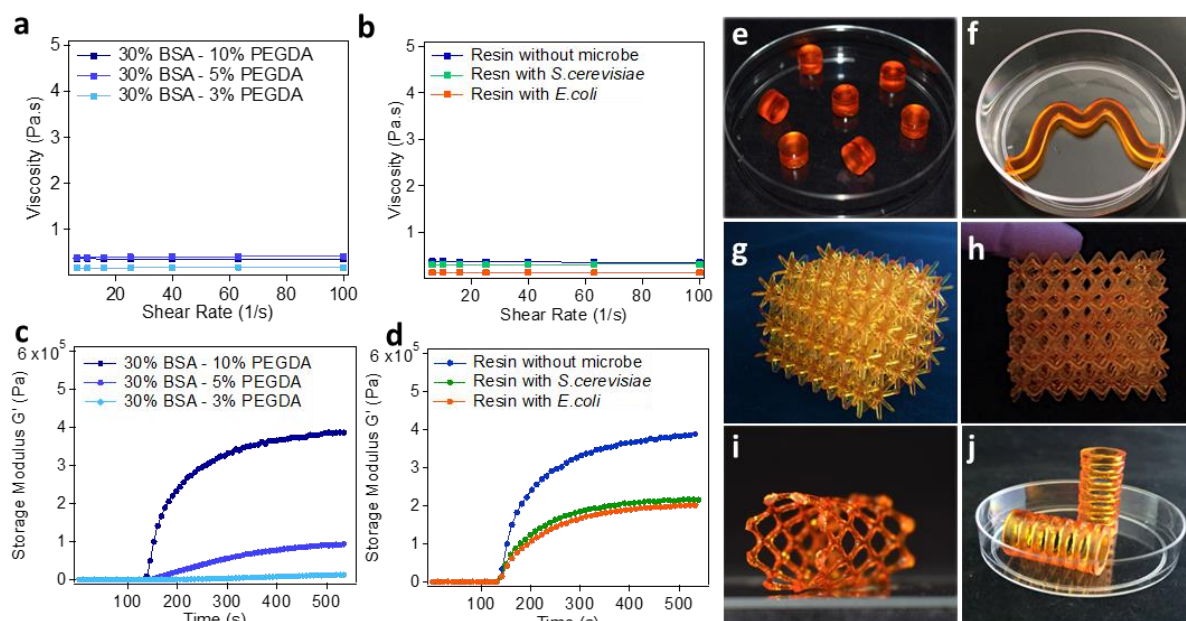 a
5
4
3
2
1
Viscosity (Pa.s)
30% BSA - 10% PEGDA
30% BSA - 5% PEGDA
30% BSA - 3% PEGDA
20 40 60 80 100
Shear Rate (1/s)
b
5
4
3
2
1
Viscosity (Pa.s)
Resin without microbe
Resn with S.cerevisiae
Resin with E.coli
20 40 60 80 100
Shear Rate (1/s)
c
6 x10⁵
5
4
3
2
1
0
Storage Modulus G' (Pa)
30% BSA - 10% PEGDA
30% BSA - 5% PEGDA
30% BSA - 3% PEGDA
100 200 300 400 500
Time (s)
d
6 x10⁵
5
4
3
2
1
0
Storage Modulus G' (Pa)
Resin without microbe
Resin with S.cerevisiae
Resin with E.coli
100 200 300 400 500
Time (s)
e
f
g
h
i
j